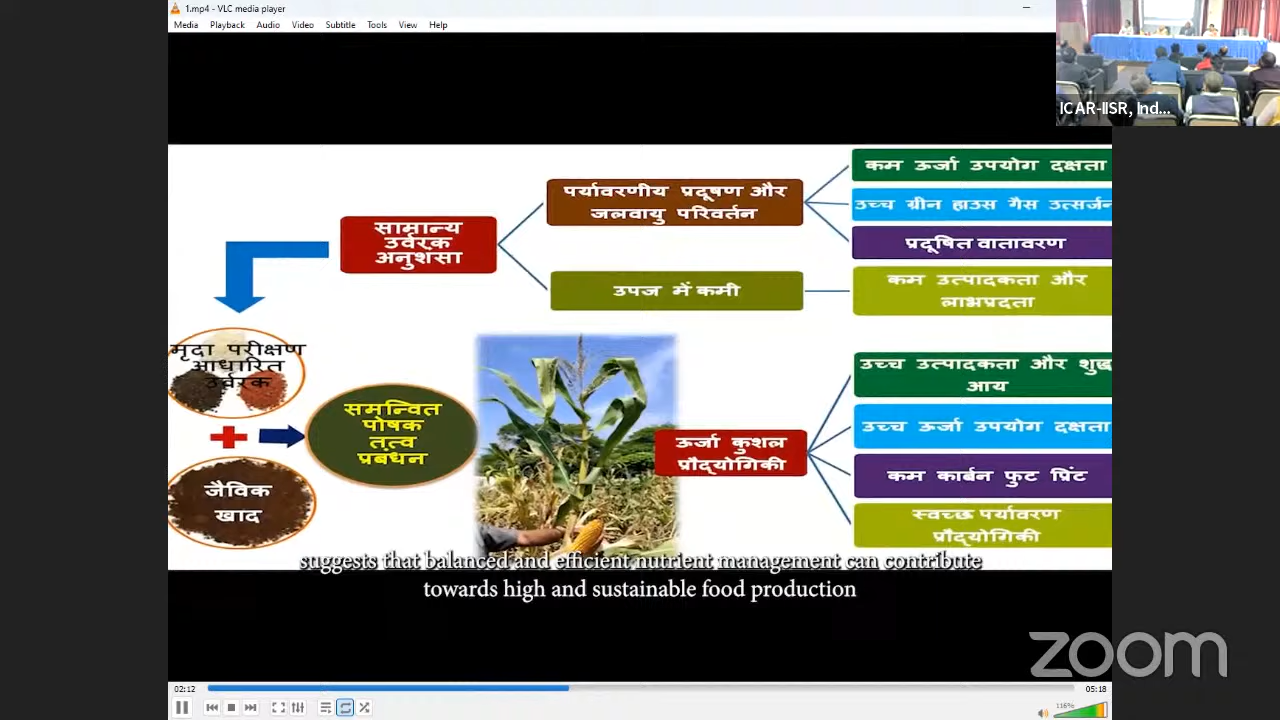 1.mp4 - VLC media player
Media Playback Audio Video Subtitle Tools View Help
ICAR-IISR, Ind...
सामान्य
उर्वरक
अनुशंसा
पर्यावरणीय प्रदूषण और
जलवायु परिवर्तन
उपज में कमी
कम ऊर्जा उपयोग दक्षता
उच्च ग्रीन हाउस गैस उत्सर्जन
प्रदूषित वातावरण
कम उत्पादकता और
लाभप्रदता
मृदा परीक्षण
आधारित
उर्वरक
जैविक
खाद
समन्वित
पोषक
तत्व
प्रबंधन
ऊर्जा कुशल
प्रौद्योगिकी
उच्च उत्पादकता और शुद्ध
आय
उच्च ऊर्जा उपयोग दक्षता
कम कार्बन फुट प्रिंट
स्वच्छ पर्यावरण
प्रौद्योगिकी
suggests that balanced and efficient nutrient management can contribute
towards high and sustainable food production
zoom
02:12
05:18
116%